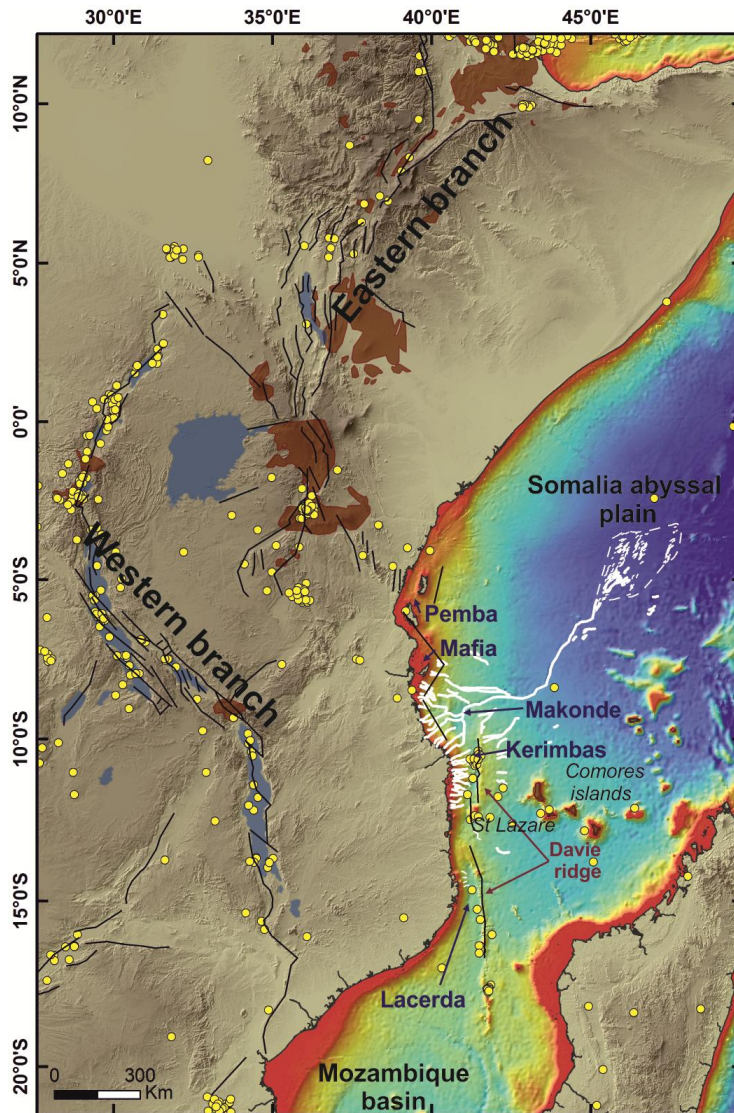 30°0'E
35°0'E
40°0'E
45°0'E
10°0'N
5°0'N
0°0'
5°0'S
10°0'S
15°0'S
20°0'S
Eastern branch
Western branch
Somalia abyssal
plain
Pemba
Mafia
Makonde
Kerimbas
Comores
islands
St Lazare
Davie
ridge
Lacerda
Mozambique
basin
0 300
Km